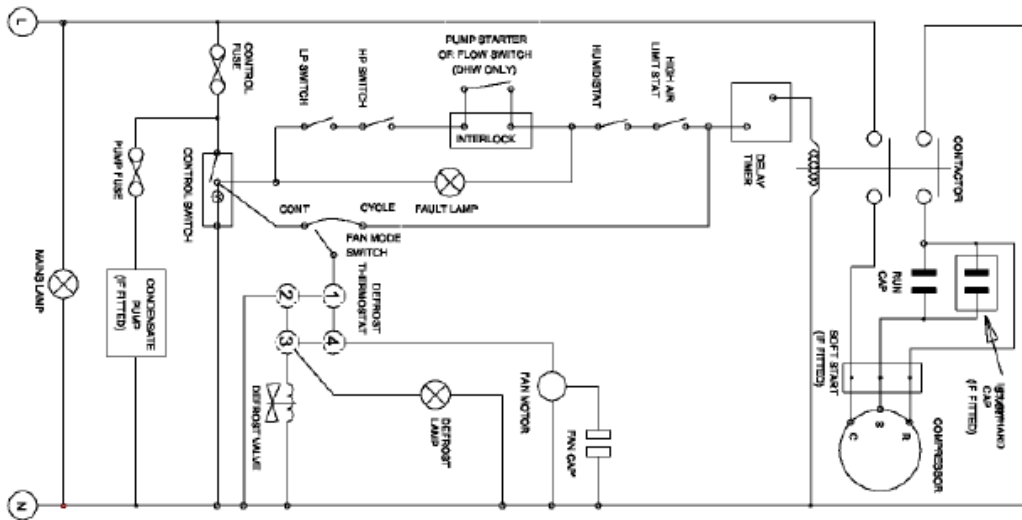 L
CONTROL
FUSE
LP SWITCH
HP SWITCH
PUMP STARTER
OR FLOW SWITCH
(DHW ONLY)
INTERLOCK
HUMIDISTAT
HIGH AIR
LIMIT STAT
DELAY
TIMER
CONTACTOR
PUMP FUSE
CONTROL SWITCH
FAULT LAMP
CONT
CYCLE
FAN MODE
SWITCH
DEFROST
THERMOSTAT
1
2
3
4
MAINS LAMP
CONDENSATE
PUMP
(IF FITTED)
DEFROST VALVE
DEFROST
LAMP
FAN MOTOR
FAN CAP
RUN
CAP
CAP
(IF FITTED)
SOFT START
(IF FITTED)
C
S
R
COMPRESSOR
N